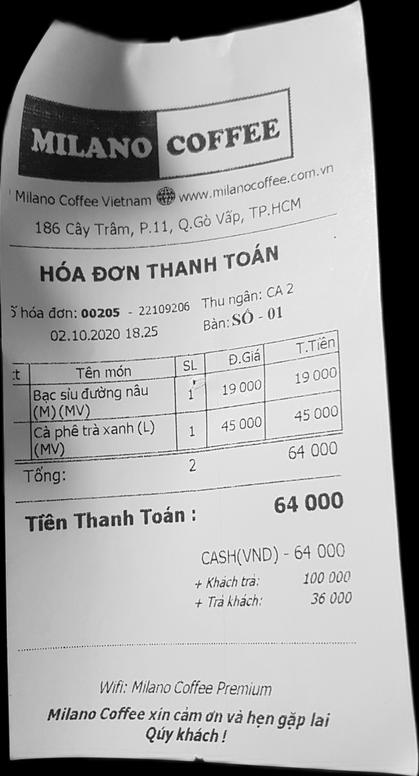 MILANO COFFEE
Milano Coffee Vietnam www.milanocoffee.com.vn
186 Cây Trâm, P.11, Q.Gò Vấp, TP.HCM
HÓA ĐƠN THANH TOÁN
ố hóa đơn: 00205 - 22109206 Thu ngân: CA 2
02.10.2020 18.25 Bàn: SỐ - 01
t Tên món SL Đ.Giá T.Tiên
Bạc sỉu đường nâu (M)(MV) 1 19 000 19 000
Cà phê trà xanh (L) (MV) 1 45 000 45 000
Tổng: 2 64 000
Tiền Thanh Toán : 64 000
CASH(VND) - 64 000
+ Khách trả: 100 000
+ Trả khách: 36 000
Wifi: Milano Coffee Premium
Milano Coffee xin cảm ơn và hẹn gặp lại
Qúy khách !